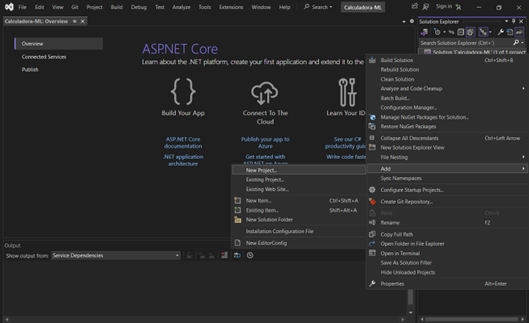 File Edit View Git Project Build Debug Test Analyze Tools Extensions Window Help Search Calculadora-ML Sign in
Calculadora-ML: Overview
Solution Explorer
Search Solution Explorer (Ctrl+´)
Solution 'Calculadora-ML' (1 of 1 project
Overview
Connected Services
Publish
ASP.NET Core
Learn about the .NET platform, create your first application and extend it to the
Build Your App
Connect To The Cloud
Learn Your ID
ASP.NET Core documentation
.NET application architecture
Publish your app to Azure
Get started with
See our C# productivity guide
Write code fast
Build Solution Ctrl+Shift+B
Rebuild Solution
Clean Solution
Analyze and Code Cleanup
Batch Build...
Configuration Manager...
Manage NuGet Packages for Solution...
Restore NuGet Packages
Collapse All Descendants Ctrl+Left Arrow
New Solution Explorer View
File Nesting
Add
Sync Namespaces
Configure Startup Projects...
Create Git Repository...
Paste Ctrl+V
Rename F2
Copy Full Path
Open Folder in File Explorer
Open in Terminal
Save As Solution Filter
Hide Unloaded Projects
Properties Alt+Enter
New Project...
Existing Project...
Existing Web Site...
New Item... Ctrl+Shift+A
Existing Item... Shift+Alt+A
New Solution Folder
Installation Configuration File
New EditorConfig
Output
Show output from: Service Dependencies